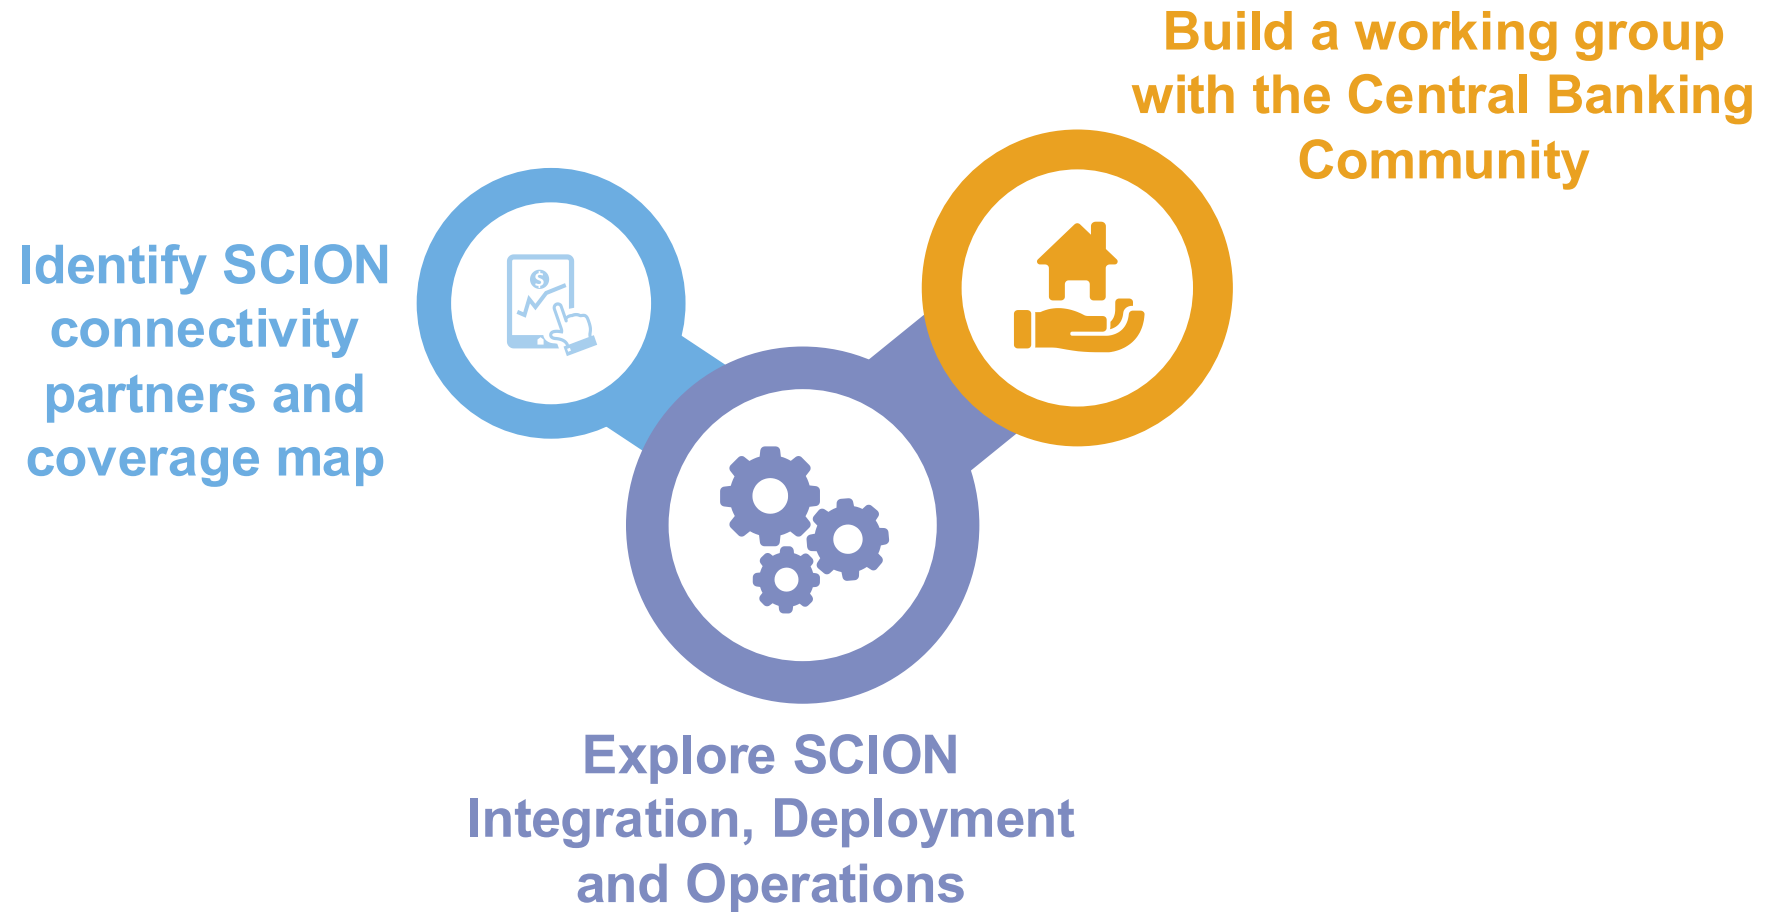 Identify SCION
connectivity
partners and
coverage map
Explore SCION
Integration, Deployment
and Operations
Build a working group
with the Central Banking
Community
$